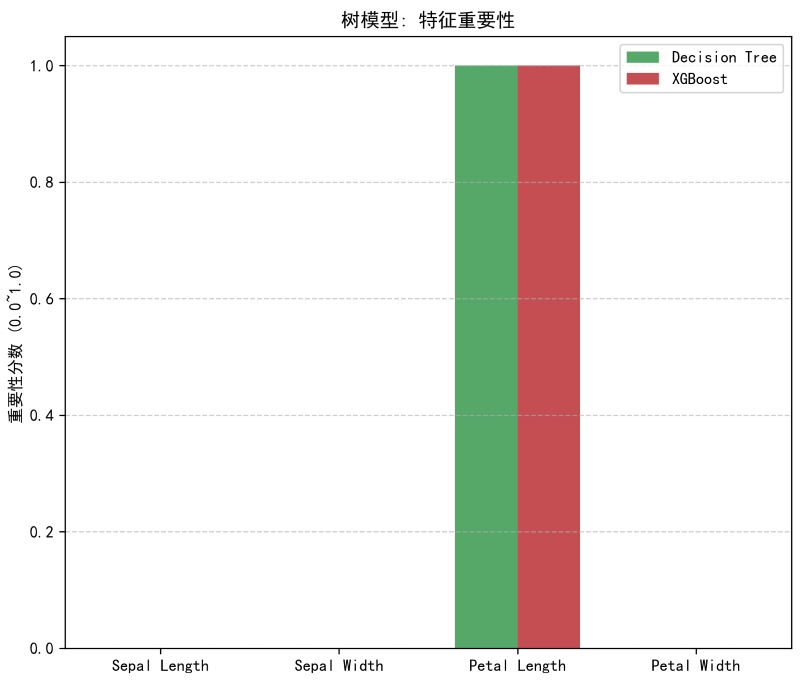 树模型: 特征重要性
Decision Tree
XGBoost
重要性分数 (0.0~1.0)
1.0
0.8
0.6
0.4
0.2
0.0
Sepal Length Sepal Width Petal Length Petal Width